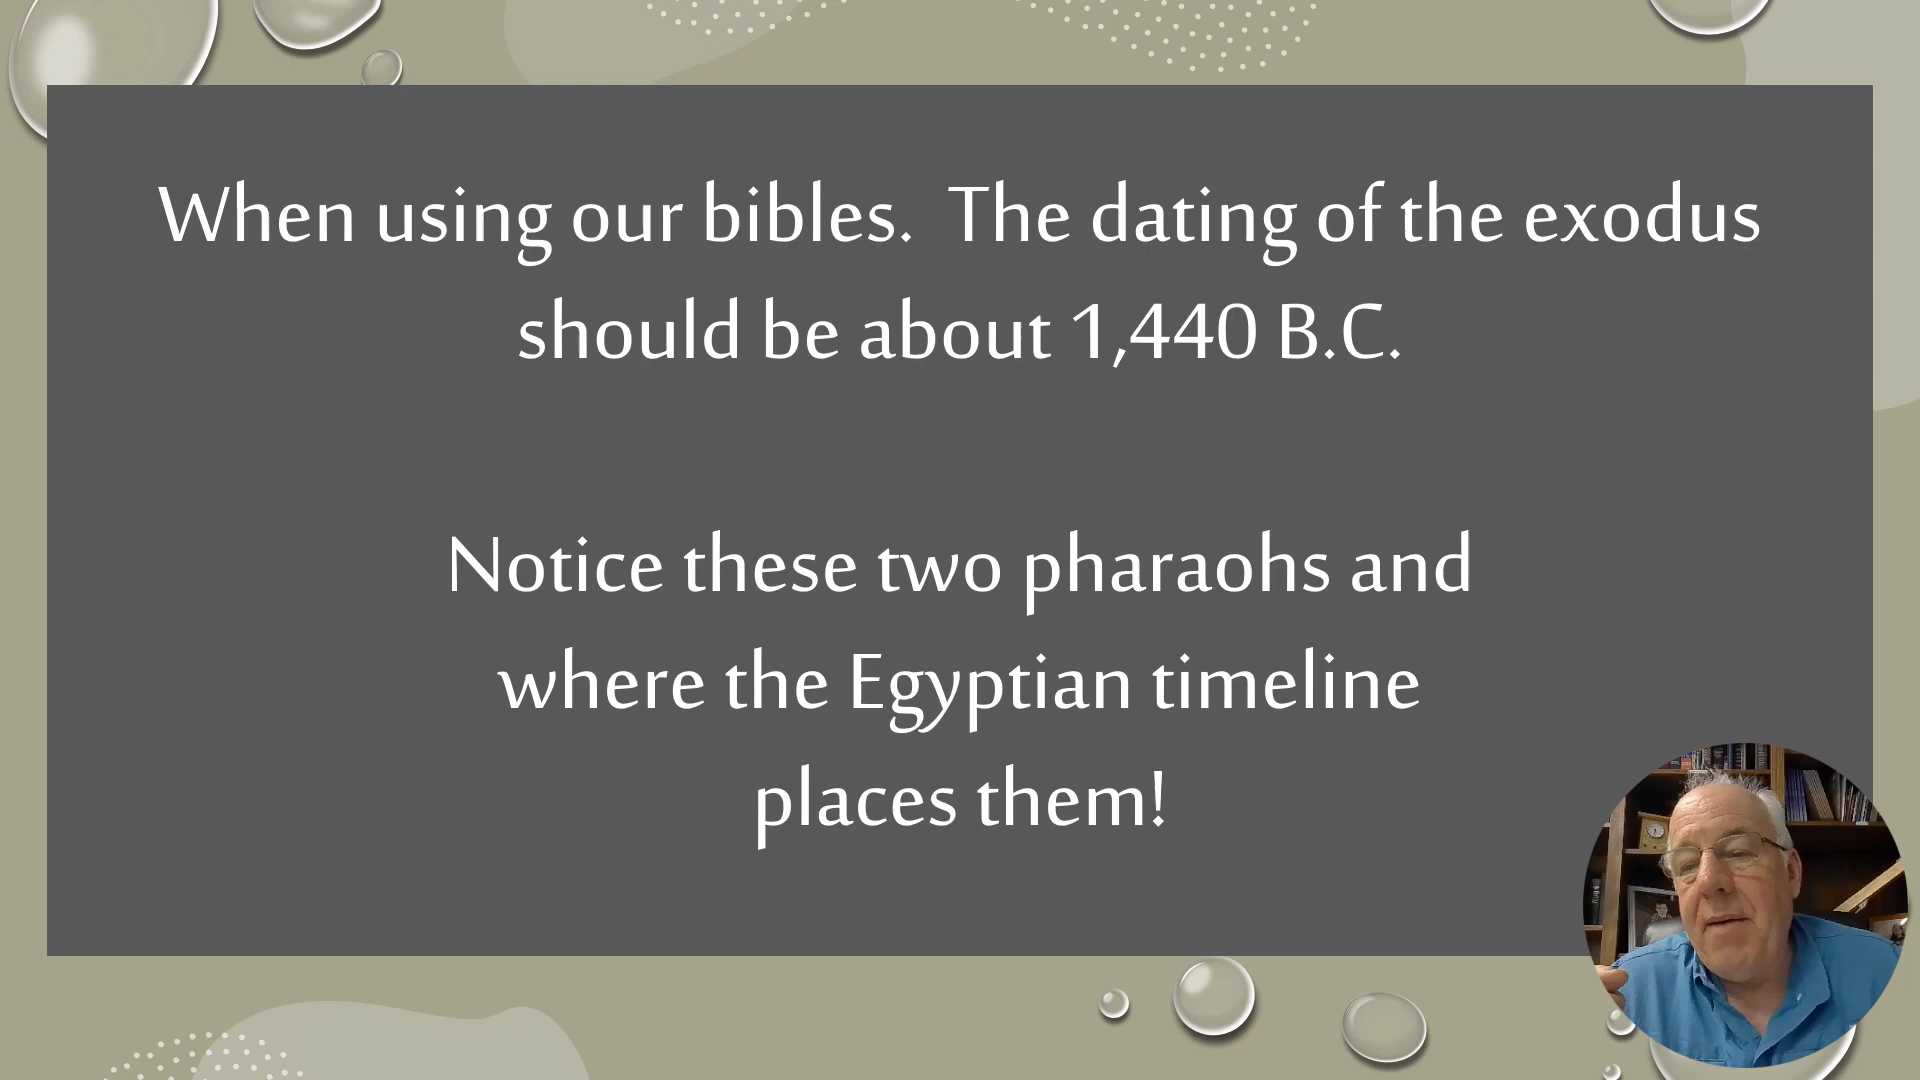 When using our bibles.  The dating of the exodus
should be about 1,440 B.C.
Notice these two pharaohs and
where the Egyptian timeline
places them!